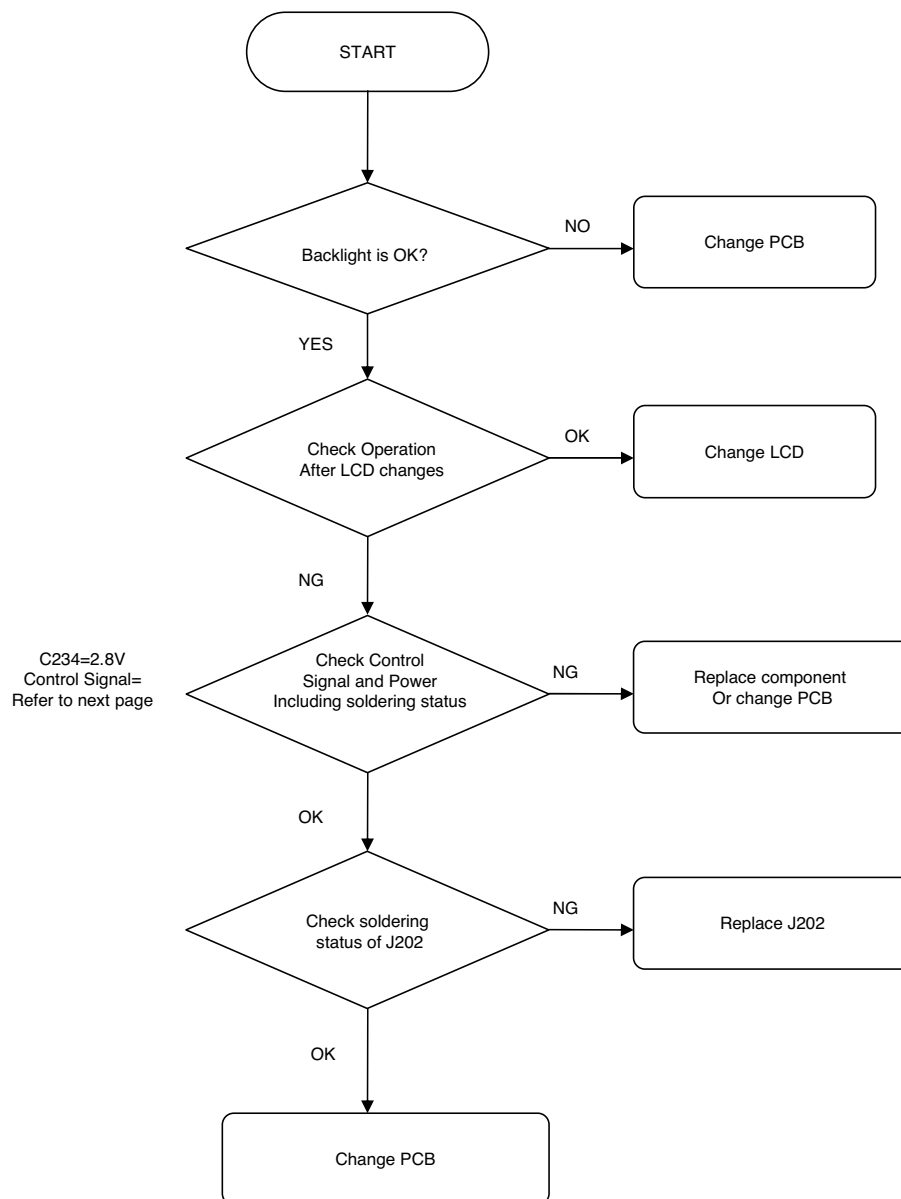 START
Backlight is OK?
NO
Change PCB
YES
Check Operation
After LCD changes
OK
Change LCD
NG
C234=2.8V
Control Signal=
Refer to next page
Check Control
Signal and Power
Including soldering status
NG
Replace component
Or change PCB
OK
Check soldering
status of J202
NG
Replace J202
OK
Change PCB